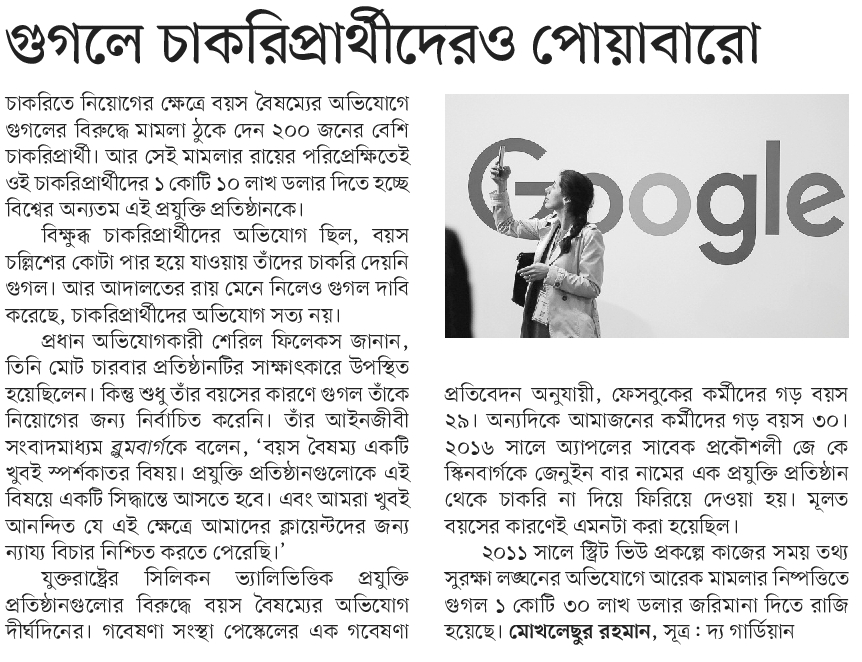 গুগলে চাকরিপ্রার্থীদেরও পোয়াবারো
চাকরিতে নিয়োগের ক্ষেত্রে বয়স বৈষম্যের অভিযোগে
গুগলের বিরুদ্ধে মামলা ঠুকে দেন ২০০ জনের বেশি
চাকরিপ্রার্থী। আর সেই মামলার রায়ের পরিপ্রেক্ষিতেই
ওই চাকরিপ্রার্থীদের ১ কোটি ১০ লাখ ডলার দিতে হচ্ছে
বিশ্বের অন্যতম এই প্রযুক্তি প্রতিষ্ঠানকে।
বিক্ষুব্ধ চাকরিপ্রার্থীদের অভিযোগ ছিল, বয়স
চল্লিশের কোটা পার হয়ে যাওয়ায় তাঁদের চাকরি দেয়নি
গুগল। আর আদালতের রায় মেনে নিলেও গুগল দাবি
করেছে, চাকরিপ্রার্থীদের অভিযোগ সত্য নয়।
প্রধান অভিযোগকারী শেরিল ফিলেকস জানান,
তিনি মোট চারবার প্রতিষ্ঠানটির সাক্ষাৎকারে উপস্থিত
হয়েছিলেন। কিন্তু শুধু তাঁর বয়সের কারণে গুগল তাঁকে
নিয়োগের জন্য নির্বাচিত করেনি। তাঁর আইনজীবী
সংবাদমাধ্যম ব্লুমবার্গকে বলেন, ‘বয়স বৈষম্য একটি
খুবই স্পর্শকাতর বিষয়। প্রযুক্তি প্রতিষ্ঠানগুলোকে এই
বিষয়ে একটি সিদ্ধান্তে আসতে হবে। এবং আমরা খুবই
আনন্দিত যে এই ক্ষেত্রে আমাদের ক্লায়েন্টদের জন্য
ন্যায্য বিচার নিশ্চিত করতে পেরেছি।’
যুক্তরাষ্ট্রের সিলিকন ভ্যালিভিত্তিক প্রযুক্তি
প্রতিষ্ঠানগুলোর বিরুদ্ধে বয়স বৈষম্যের অভিযোগ
দীর্ঘদিনের। গবেষণা সংস্থা পেস্কেলের এক গবেষণা
Google
প্রতিবেদন অনুযায়ী, ফেসবুকের কর্মীদের গড় বয়স
২৯। অন্যদিকে আমাজনের কর্মীদের গড় বয়স ৩০।
২০১৬ সালে অ্যাপলের সাবেক প্রকৌশলী জে কে
স্কিনবার্গকে জেনুইন বার নামের এক প্রযুক্তি প্রতিষ্ঠান
থেকে চাকরি না দিয়ে ফিরিয়ে দেওয়া হয়। মূলত
বয়সের কারণেই এমনটা করা হয়েছিল।
২০১১ সালে স্ট্রিট ভিউ প্রকল্পে কাজের সময় তথ্য
সুরক্ষা লঙ্ঘনের অভিযোগে আরেক মামলার নিষ্পত্তিতে
গুগল ১ কোটি ৩০ লাখ ডলার জরিমানা দিতে রাজি
হয়েছে। মোখলেছুর রহমান, সূত্র : দ্য গার্ডিয়ান